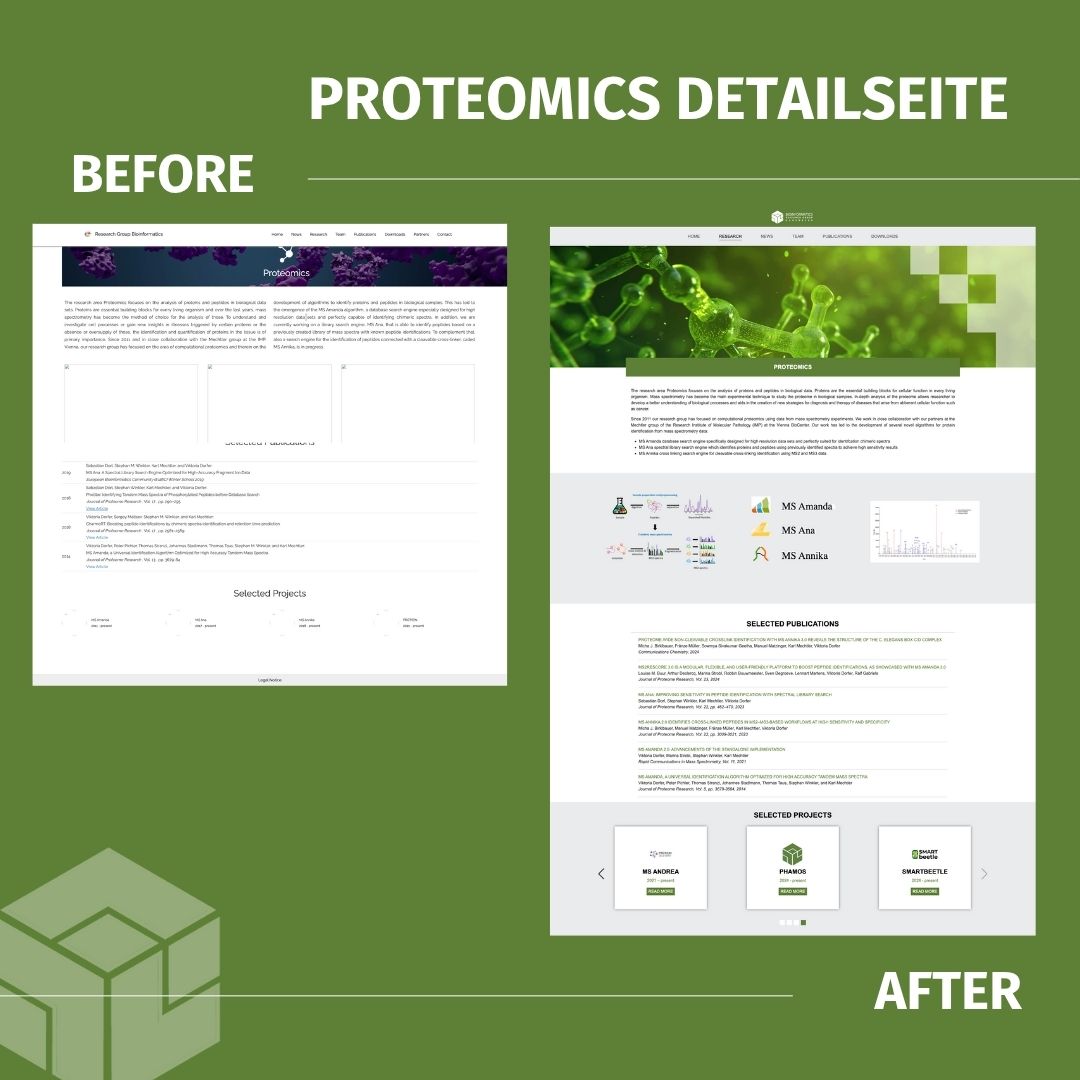 PROTEOMICS DETAILSEITE
BEFORE
Research Group Bioinformatics
Home News Research Team Publications Downloads Partners Contact
Proteomics
The research area Proteomics focuses on the analysis of proteins and peptides in biological data
sets. Proteins are essential building blocks for every living organism and over the last years, mass
spectrometry has become the method of choice for the analysis of those. To understand and
investigate cell processes or gain new insights in diseases triggered by certain proteins or the
absence or oversupply of those, the identification and quantification of proteins in the tissue is of
primary importance. Since 2011 and in close collaboration with the Mechtler group at the IMP
Vienna, our research group has focused on the area of computational proteomics and therein on the
development of algorithms to identify proteins and peptides in biological samples. This has led to
the emergence of the MS Amanda algorithm, a database search engine especially designed for high
resolution data sets and perfectly capable of identifying chimeric spectra. In addition, we are
currently working on a library search engine, MS Ana, that is able to identify peptides based on a
previously created library of mass spectra with known peptide identifications. To complement that,
also a search engine for the identification of peptides connected with a cleavable cross-linker, called
MS Annika, is in progress.
Selected Publications
2019
Sebastian Dorl, Stephan M. Winkler, Karl Mechtler and Viktoria Dorfer
MS Ana: A Spectral Library Search Engine Optimized for High-Accuracy Fragment Ion Data
European Bioinformatics Community (EuBIC) Winter School 2019
2018
Sebastian Dorl, Stephan M. Winkler, Karl Mechtler and Viktoria Dorfer
PhoStar: Identifying Tandem Mass Spectra of Phosphorylated Peptides before Database Search
Journal of Proteome Research, Vol. 17, pp. 290-295
View Article
2018
Viktoria Dorfer, Sergey Maltsev, Stephan M. Winkler and Karl Mechtler
CharmeRT: Boosting peptide identifications by chimeric spectra identification and retention time prediction
Journal of Proteome Research, Vol. 17, pp. 2581-2589
View Article
2014
Viktoria Dorfer, Peter Pichler, Thomas Stranzl, Johannes Stadlmann, Thomas Taus, Stephan M. Winkler and Karl Mechtler
MS Amanda, a Universal Identification Algorithm Optimized for High Accuracy Tandem Mass Spectra
Journal of Proteome Research, Vol. 13, pp. 3679-84
View Article
Selected Projects
MS Amanda
2011 - present
MS Ana
2017 - present
MS Annika
2018 - present
Legal Notice
BIOINFORMATICS
HOME RESEARCH NEWS TEAM PUBLICATIONS DOWNLOADS
PROTEOMICS
The research area Proteomics focuses on the analysis of proteins and peptides in biological data. Proteins are the essential building blocks for cellular function in every living
organism. Mass spectrometry has become the main experimental technique to study the proteome in biological samples. In-depth analysis of the proteome allows researcher to
develop a better understanding of biological processes and aids in the creation of new strategies for diagnosis and therapy of diseases that arise from abberant cellular function such
as cancer.
Since 2011 our research group has focused on computational proteomics using data from mass spectrometry experiments. We work in close collaboration with our partners at the
Mechtler group of the Research Institute of Molecular Pathology (IMP) at the Vienna BioCenter. Our work has led to the development of several novel algorithms for protein
identification from mass spectrometry data:
• MS Amanda database search engine specifically designed for high resolution data sets and perfectly suited for identification chimeric spectra
• MS Ana spectral library search engine which identifies proteins and peptides using previously identified spectra to achieve high sensitivity results
• MS Annika cross-linking search engine for cleavable cross-linking identification using MS2 and MS3 data.
MS Amanda
MS Ana
MS Annika
SELECTED PUBLICATIONS
PROTEOME-WIDE NON-CLEAVABLE CROSSLINK IDENTIFICATION WITH MS ANNIKA 3.0 REVEALS THE STRUCTURE OF THE C. ELEGANS BOX C/D COMPLEX
Micha J. Birklbauer, Fränze Müller, Sowmya Sivakumar Geetha, Manuel Matzinger, Karl Mechtler, Viktoria Dorfer
Communications Chemistry, 2024
MS2RESCORE 3.0 IS A MODULAR, FLEXIBLE, AND USER-FRIENDLY PLATFORM TO BOOST PEPTIDE IDENTIFICATIONS, AS SHOWCASED WITH MS AMANDA 3.0
Louise M. Buur, Arthur Declercq, Marina Strobl, Robbin Bouwmeester, Sven Degroeve, Lennart Martens, Viktoria Dorfer, Ralf Gabriels
Journal of Proteome Research, Vol. 23, 2024
MS ANA: IMPROVING SENSITIVITY IN PEPTIDE IDENTIFICATION WITH SPECTRAL LIBRARY SEARCH
Sebastian Dorl, Stephan Winkler, Karl Mechtler, Viktoria Dorfer
Journal of Proteome Research, Vol. 22, pp. 462–470, 2023
MS ANNIKA 2.0 IDENTIFIES CROSS-LINKED PEPTIDES IN MS2–MS3-BASED WORKFLOWS AT HIGH SENSITIVITY AND SPECIFICITY
Micha J. Birklbauer, Manuel Matzinger, Fränze Müller, Karl Mechtler, Viktoria Dorfer
Journal of Proteome Research, Vol. 22, pp. 3009-3021, 2023
MS AMANDA 2.0: ADVANCEMENTS OF THE STANDALONE IMPLEMENTATION
Viktoria Dorfer, Marina Strobl, Stephan Winkler, Karl Mechtler
Rapid Communications in Mass Spectrometry, Vol. 11, 2021
MS AMANDA, A UNIVERSAL IDENTIFICATION ALGORITHM OPTIMIZED FOR HIGH ACCURACY TANDEM MASS SPECTRA
Viktoria Dorfer, Peter Pichler, Thomas Stranzl, Johannes Stadlmann, Thomas Taus, Stephan Winkler, and Karl Mechtler
Journal of Proteome Research, Vol. 8, pp. 3679-3684, 2014
SELECTED PROJECTS
MS ANDREA
2021 - present
READ MORE
PHAMOS
2024 - present
READ MORE
SMART
beetle
SMARTBEETLE
2024 - present
READ MORE
AFTER